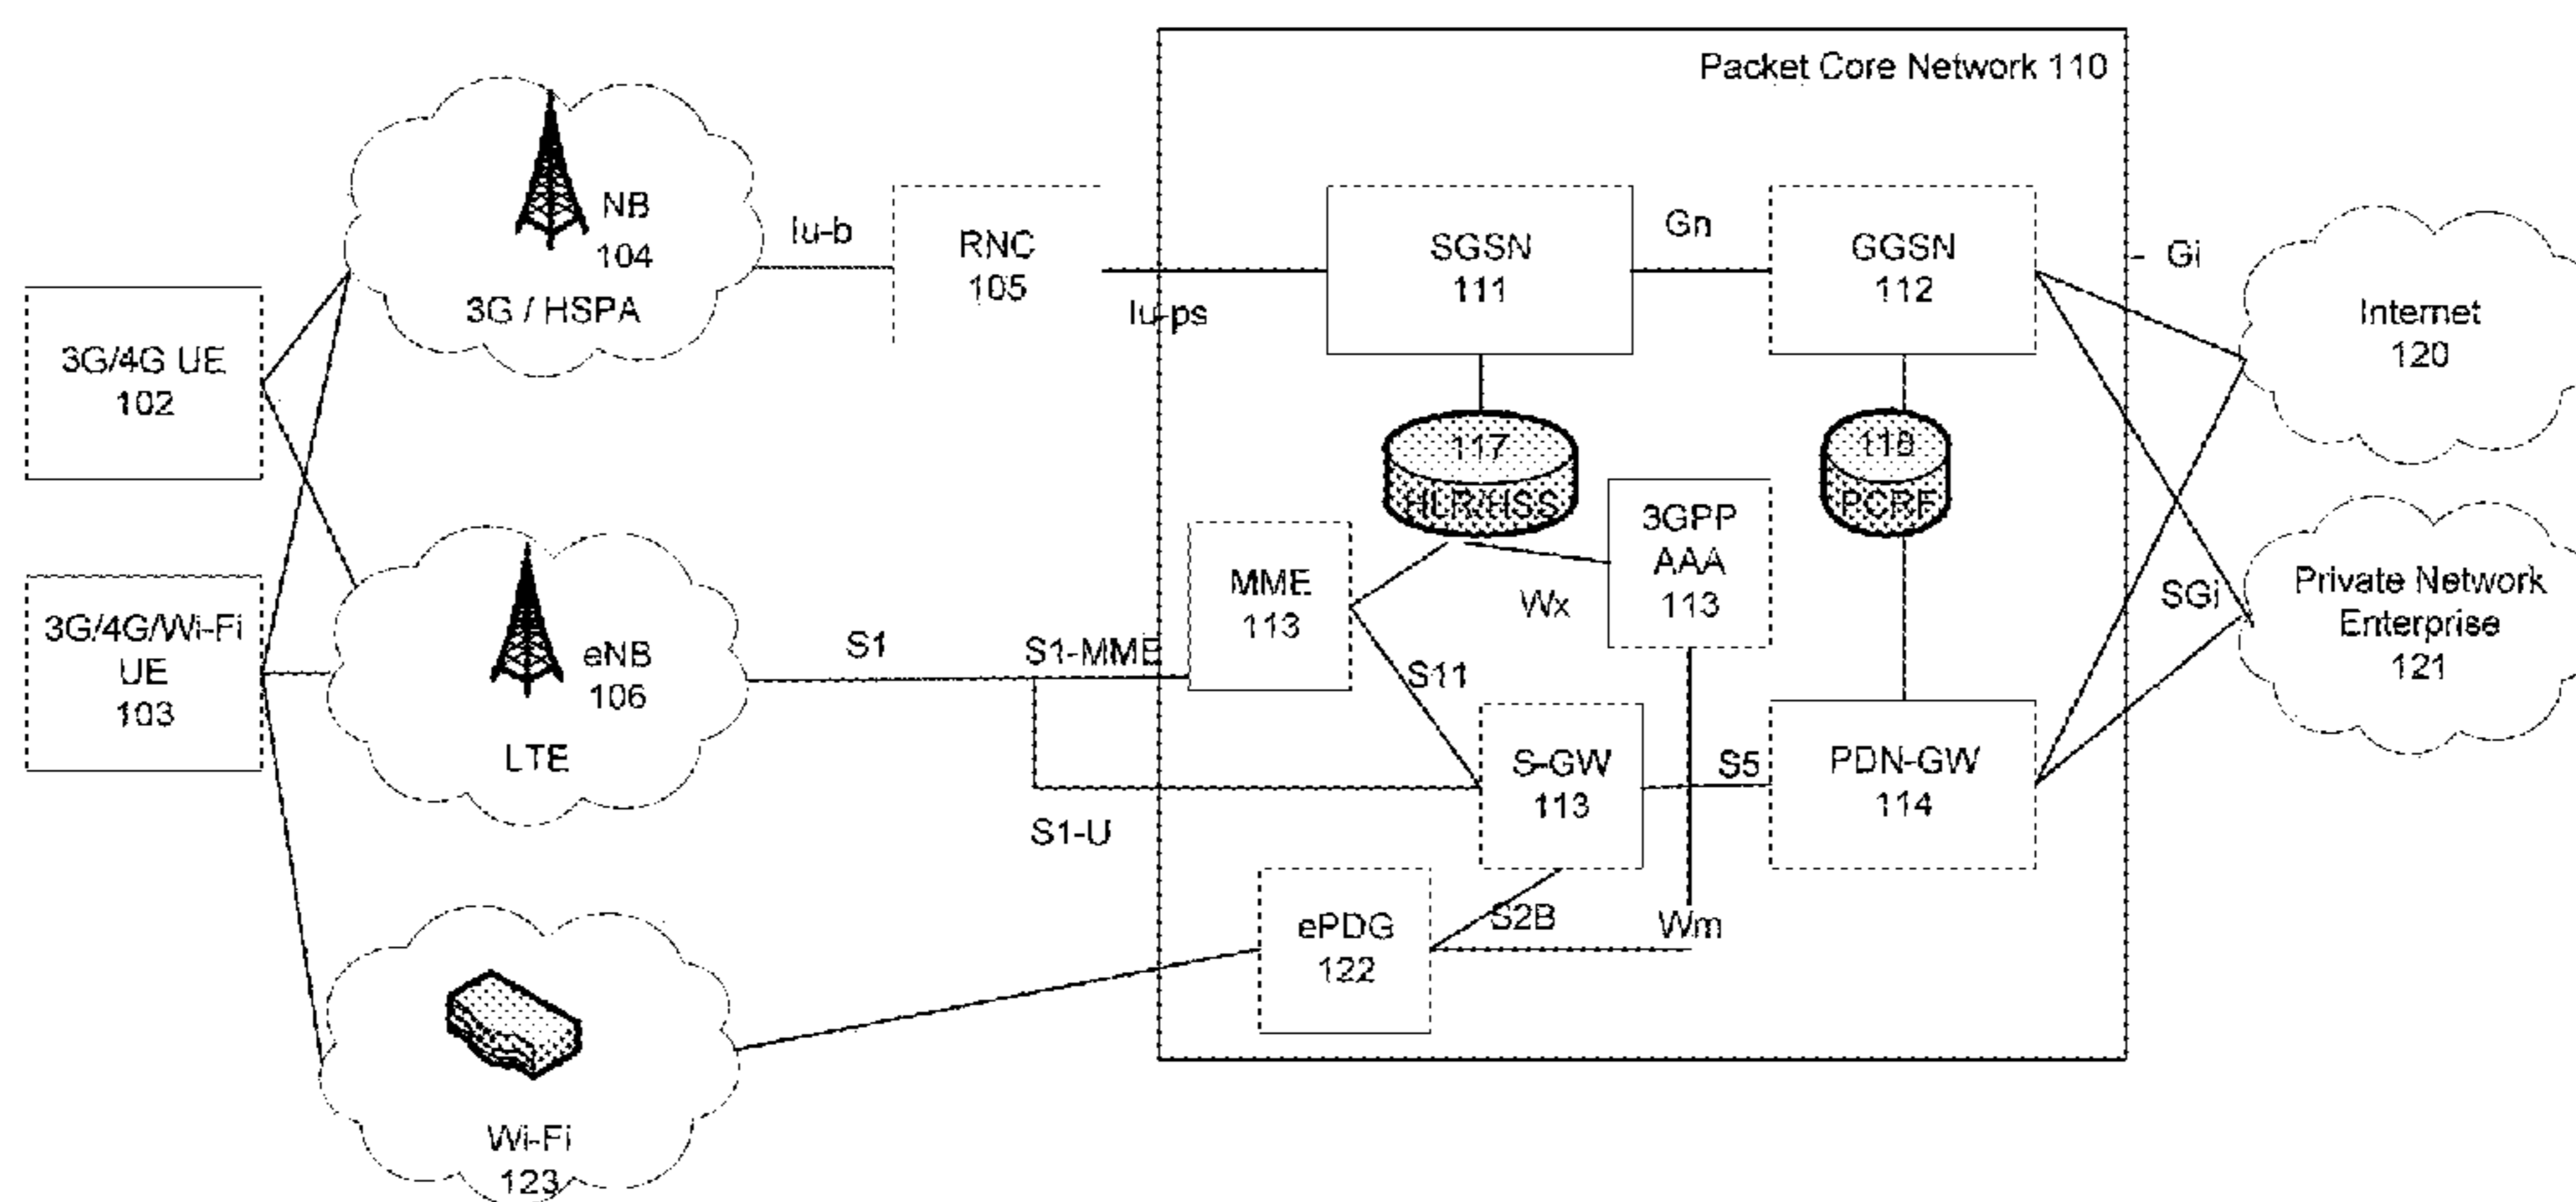 Packet Core Network 110
NB
104
3G / HSPA
Iu-b
RNC
105
Iu-ps
SGSN
111
Gn
GGSN
112
Gi
Internet
120
3G/4G UE
102
117
HLR/HSS
118
PCRF
3GPP
AAA
113
MME
113
Wx
SGi
Private Network
Enterprise
121
3G/4G/Wi-Fi
UE
103
eNB
106
LTE
S1
S1-MME
S11
S-GW
113
S5
PDN-GW
114
S1-U
ePDG
122
S2B
Wm
Wi-Fi
123